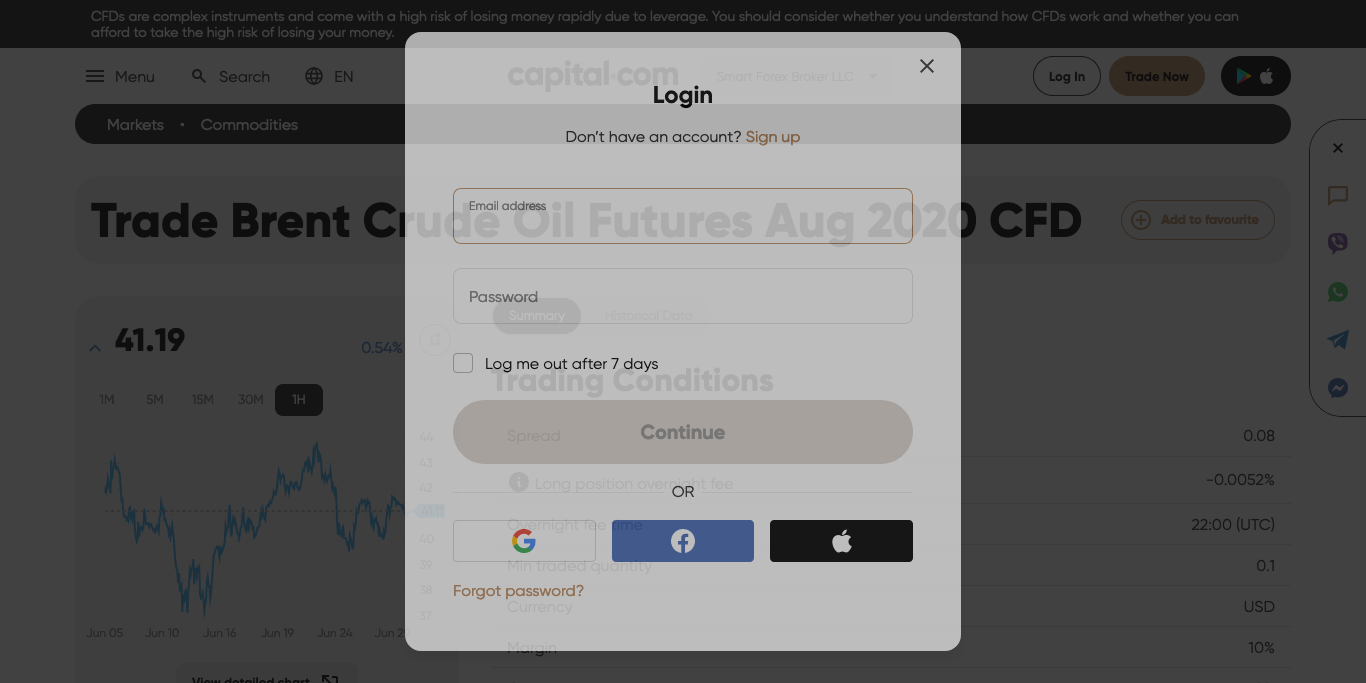 CFDs are complex instruments and come with a high risk of losing money rapidly due to leverage. You should consider whether you understand how CFDs work and whether you can
afford to take the high risk of losing your money.
Menu
Search
EN
capital.com
Smart Forex Broker LLC
Log In
Trade Now
Markets • Commodities
Login
Don't have an account? Sign up
Trade Brent Crude Oil Futures Aug 2020 CFD
Add to favourite
Email address
Password
Log me out after 7 days
Continue
OR
Forgot password?
41.19
0.54%
1M 5M 15M 30M 1H
44
43
42
41.11
40
39
38
37
Jun 05 Jun 10 Jun 16 Jun 19 Jun 24 Jun 29
View detailed chart
Summary
Historical Data
Trading Conditions
Spread 0.08
Long position overnight fee -0.0052%
Overnight fee time 22:00 (UTC)
Min traded quantity 0.1
Currency USD
Margin 10%